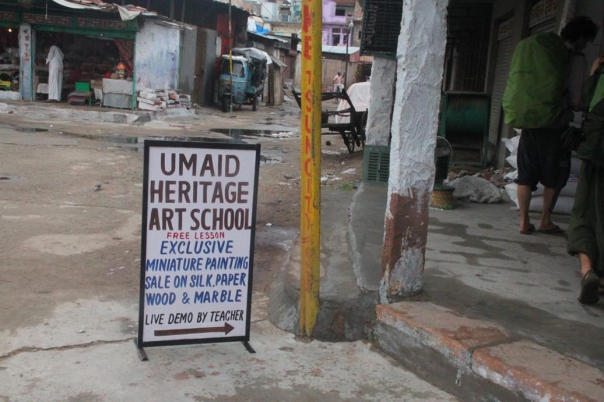 UMAID
HERITAGE
ART SCHOOL
FREE LESSON
EXCLUSIVE
MINIATURE PAINTING
SALE ON SILK, PAPER
WOOD & MARBLE
LIVE DEMO BY TEACHER